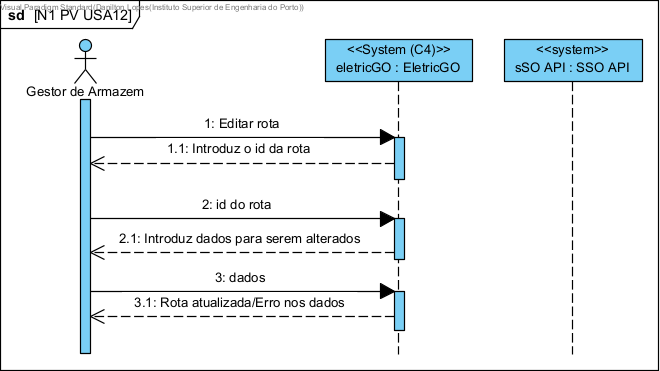 Visual Paradigm Standard(Danilton Lopes(Instituto Superior de Engenharia do Porto))
sd [N1 PV USA12]
<<System (C4)>>
eletricGO : EletricGO
<<system>>
sSO API : SSO API
Gestor de Armazem
1: Editar rota
1.1: Introduz o id da rota
2: id do rota
2.1: Introduz dados para serem alterados
3: dados
3.1: Rota atualizada/Erro nos dados